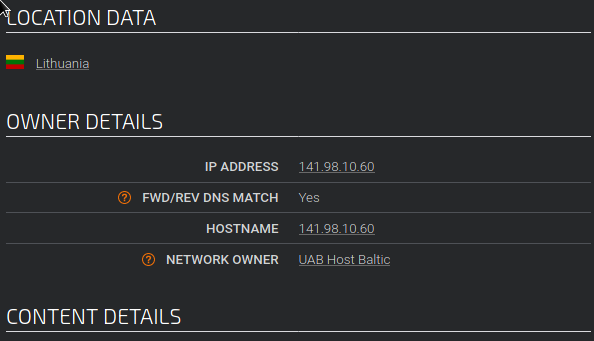 LOCATION DATA
Lithuania
OWNER DETAILS
IP ADDRESS 141.98.10.60
? FWD/REV DNS MATCH Yes
HOSTNAME 141.98.10.60
? NETWORK OWNER UAB Host Baltic
CONTENT DETAILS